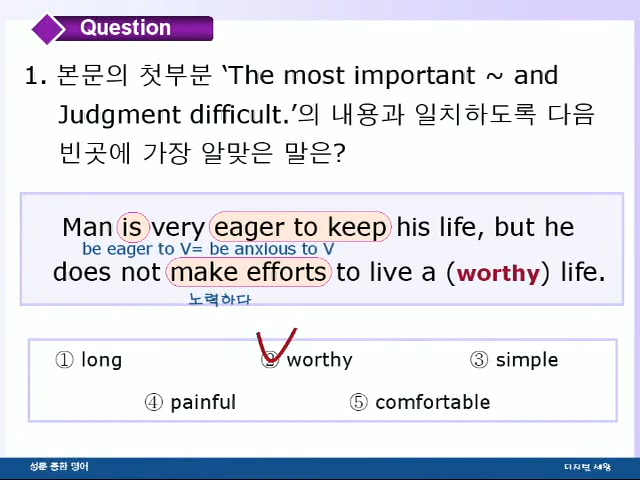 Question
1. 본문의 첫부분 ‘The most important ~ and
Judgment difficult.’의 내용과 일치하도록 다음
빈곳에 가장 알맞은 말은?
Man is very eager to keep his life, but he
be eager to V= be anxious to V
does not make efforts to live a (worthy) life.
노력하다
① long ② worthy ③ simple
④ painful ⑤ comfortable
성문 종합 영어 디지털 세왕